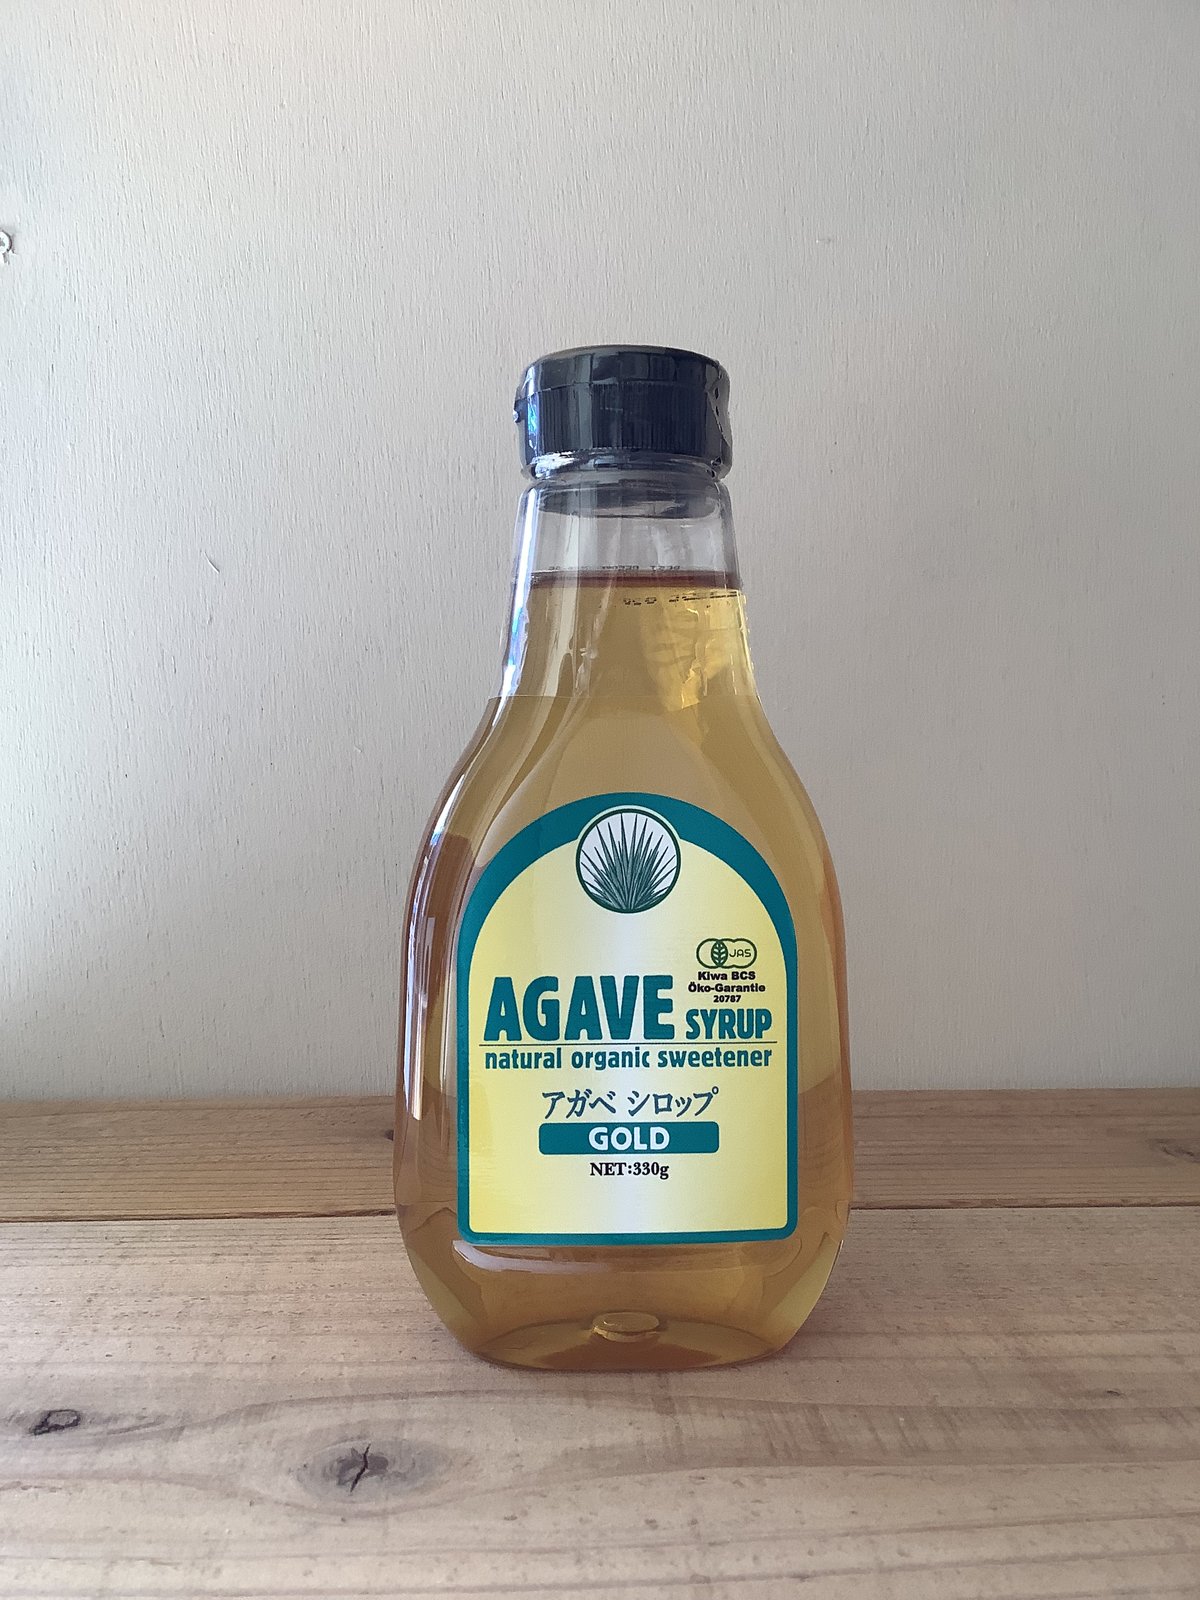 JAS
Kiwa BCS
Öko-Garantie
20787
AGAVE SYRUP
natural organic sweetener
アガベ シロップ
GOLD
NET:330g